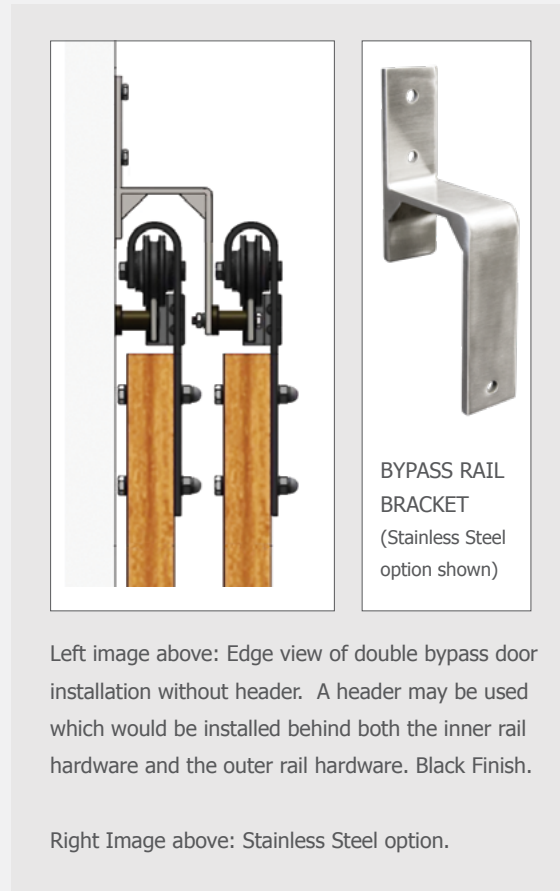 BYPASS RAIL
BRACKET
(Stainless Steel
option shown)
Left image above: Edge view of double bypass door
installation without header.  A header may be used
which would be installed behind both the inner rail
hardware and the outer rail hardware. Black Finish.
Right Image above: Stainless Steel option.